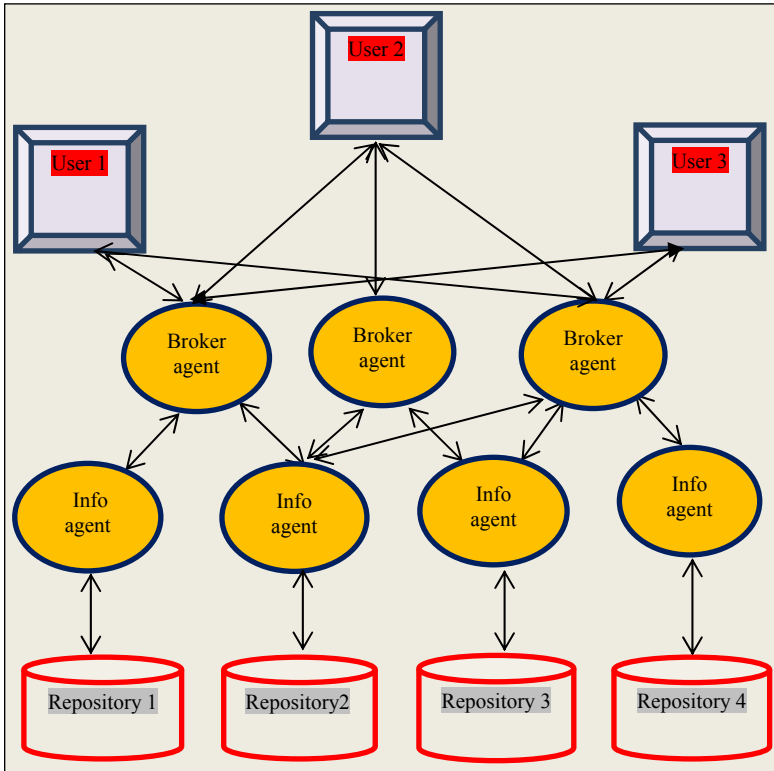 User 2
User 1
User 3
Broker
agent
Broker
agent
Broker
agent
Info
agent
Info
agent
Info
agent
Info
agent
Repository 1
Repository2
Repository 3
Repository 4